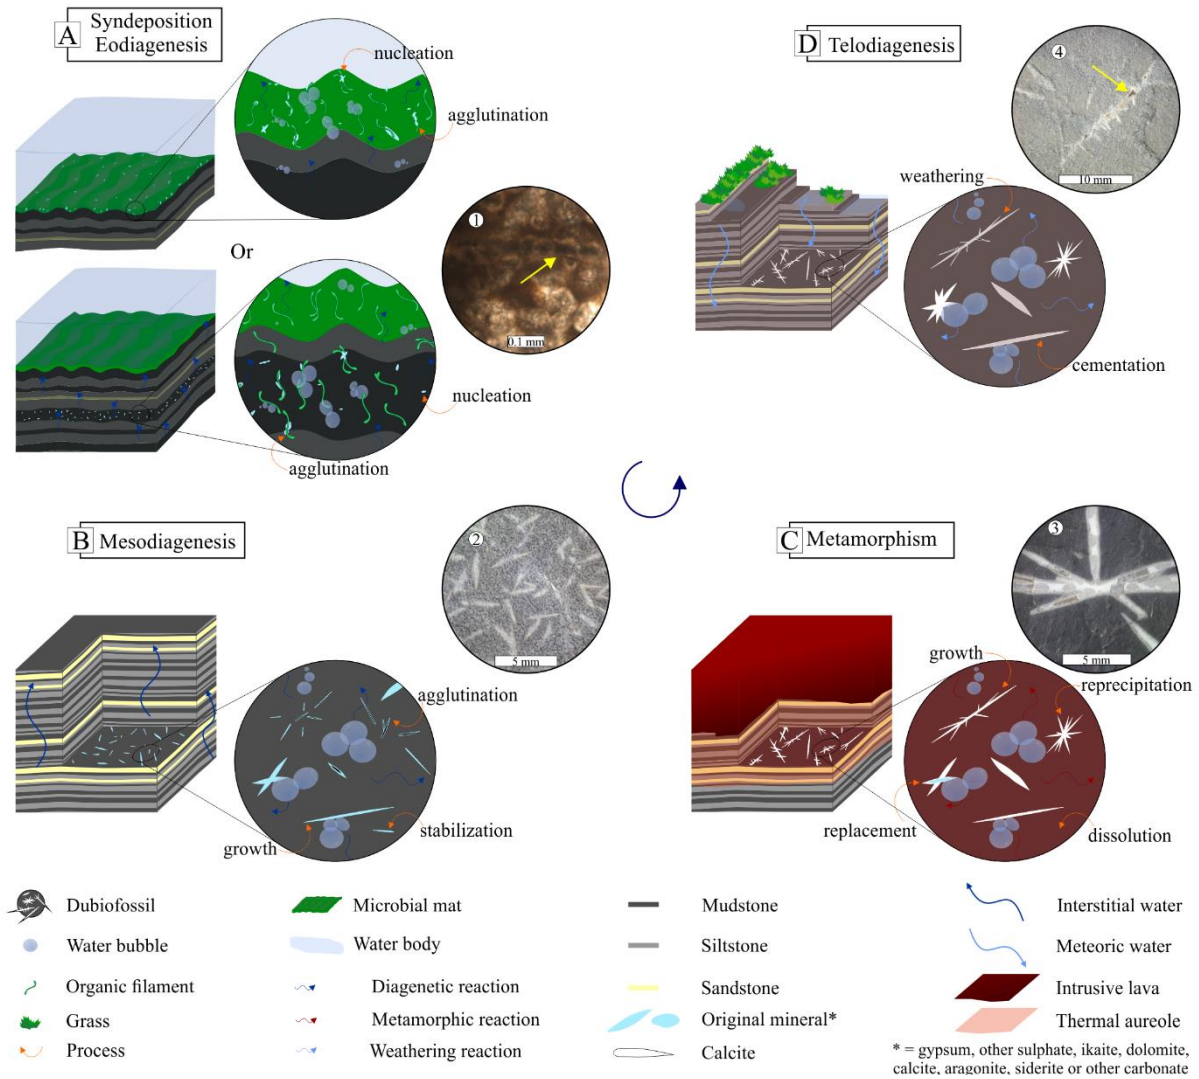 A Syndeposition
Eodiagenesis
nucleation
agglutination
Or
1
0.1 mm
nucleation
agglutination
D Telodiagenesis
4
10 mm
weathering
cementation
B Mesodiagenesis
2
5 mm
agglutination
growth
stabilization
C Metamorphism
3
5 mm
growth
reprecipitation
replacement
dissolution
Dubiofossil
Water bubble
Organic filament
Grass
Process
Microbial mat
Water body
Diagenetic reaction
Metamorphic reaction
Weathering reaction
Mudstone
Siltstone
Sandstone
Original mineral*
Calcite
Interstitial water
Meteoric water
Intrusive lava
Thermal aureole
* = gypsum, other sulphate, ikaite, dolomite,
calcite, aragonite, siderite or other carbonate